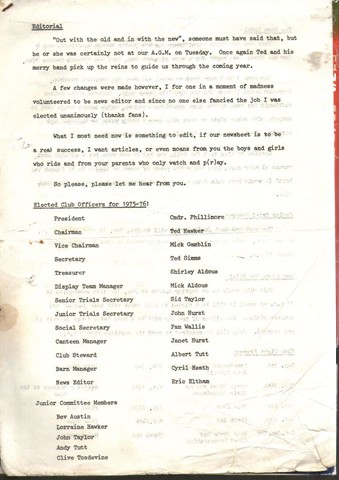 Editorial
"Out with the old and in with the new", someone must have said that, but
he or she was certainly not at our A.G.M. on Tuesday. Once again Ted and his
merry band pick up the reins to guide us through the coming year.
A few changes were made however, I for one in a moment of madness
volunteered to be news editor and since no one else fancied the job I was
elected unanimously (thanks fans).
What I most need now is something to edit, if our newsheet is to be
a real success, I want articles, or even moans from you the boys and girls
who ride and from your parents who only watch and p(r)ay.
So please, please let me hear from you.
Elected Club Officers for 1975-76:
President Cmdr. Phillimore
Chairman Ted Hawker
Vice Chairman Mick Gamblin
Secretary Ted Simms
Treasurer Shirley Aldous
Display Team Manager Mick Aldous
Senior Trials Secretary Sid Taylor
Junior Trials Secretary John Hurst
Social Secretary Pam Wallis
Canteen Manager Janet Hurst
Club Steward Albert Tutt
Barn Manager Cyril Heath
News Editor Eric Eltham
Junior Committee Members
Bev Austin
Lorraine Hawker
John Taylor
Andy Tutt
Clive Tosdevine